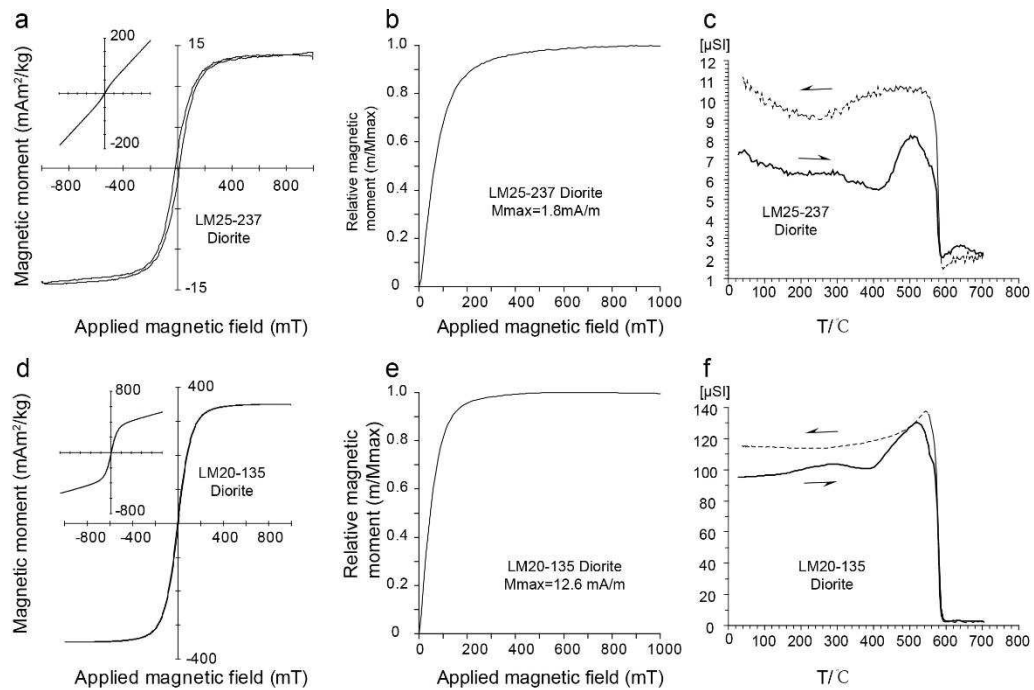 a
Magnetic moment (mAm²/kg)
200
-200
15
-15
-800
-400
400
800
LM25-237
Diorite
Applied magnetic field (mT)
b
Relative magnetic
moment (m/Mmax)
1.0
0.8
0.6
0.4
0.2
0
LM25-237 Diorite
Mmax=1.8mA/m
0
200
400
600
800
1000
Applied magnetic field (mT)
c
[µSI]
12
11
10
9
8
7
6
5
4
3
2
1
LM25-237
Diorite
0
100
200
300
400
500
600
700
800
T/℃
d
Magnetic moment (mAm²/kg)
800
-800
400
-400
-800
-400
400
800
LM20-135
Diorite
Applied magnetic field (mT)
e
Relative magnetic
moment (m/Mmax)
1.0
0.8
0.6
0.4
0.2
0
LM20-135 Diorite
Mmax=12.6 mA/m
0
200
400
600
800
1000
Applied magnetic field (mT)
f
[µSI]
140
120
100
80
60
40
20
0
LM20-135
Diorite
0
100
200
300
400
500
600
700
800
T/℃